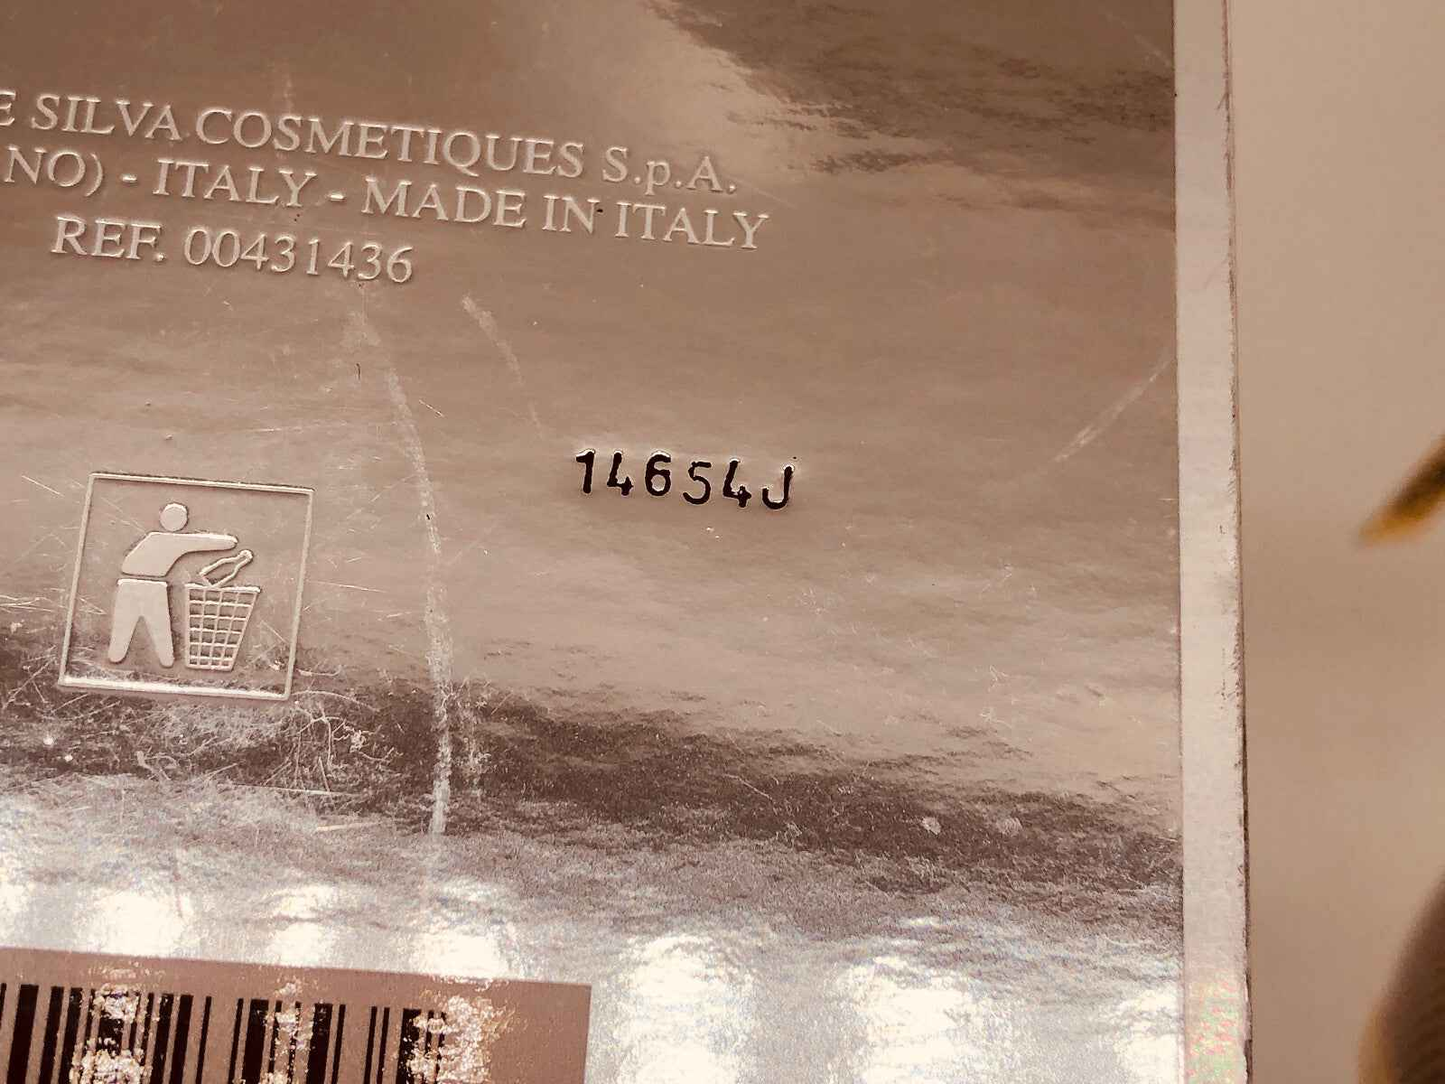 E SILVA COSMETIQUES S.p.A.
NO) - ITALY - MADE IN ITALY
REF. 00431436
14654J